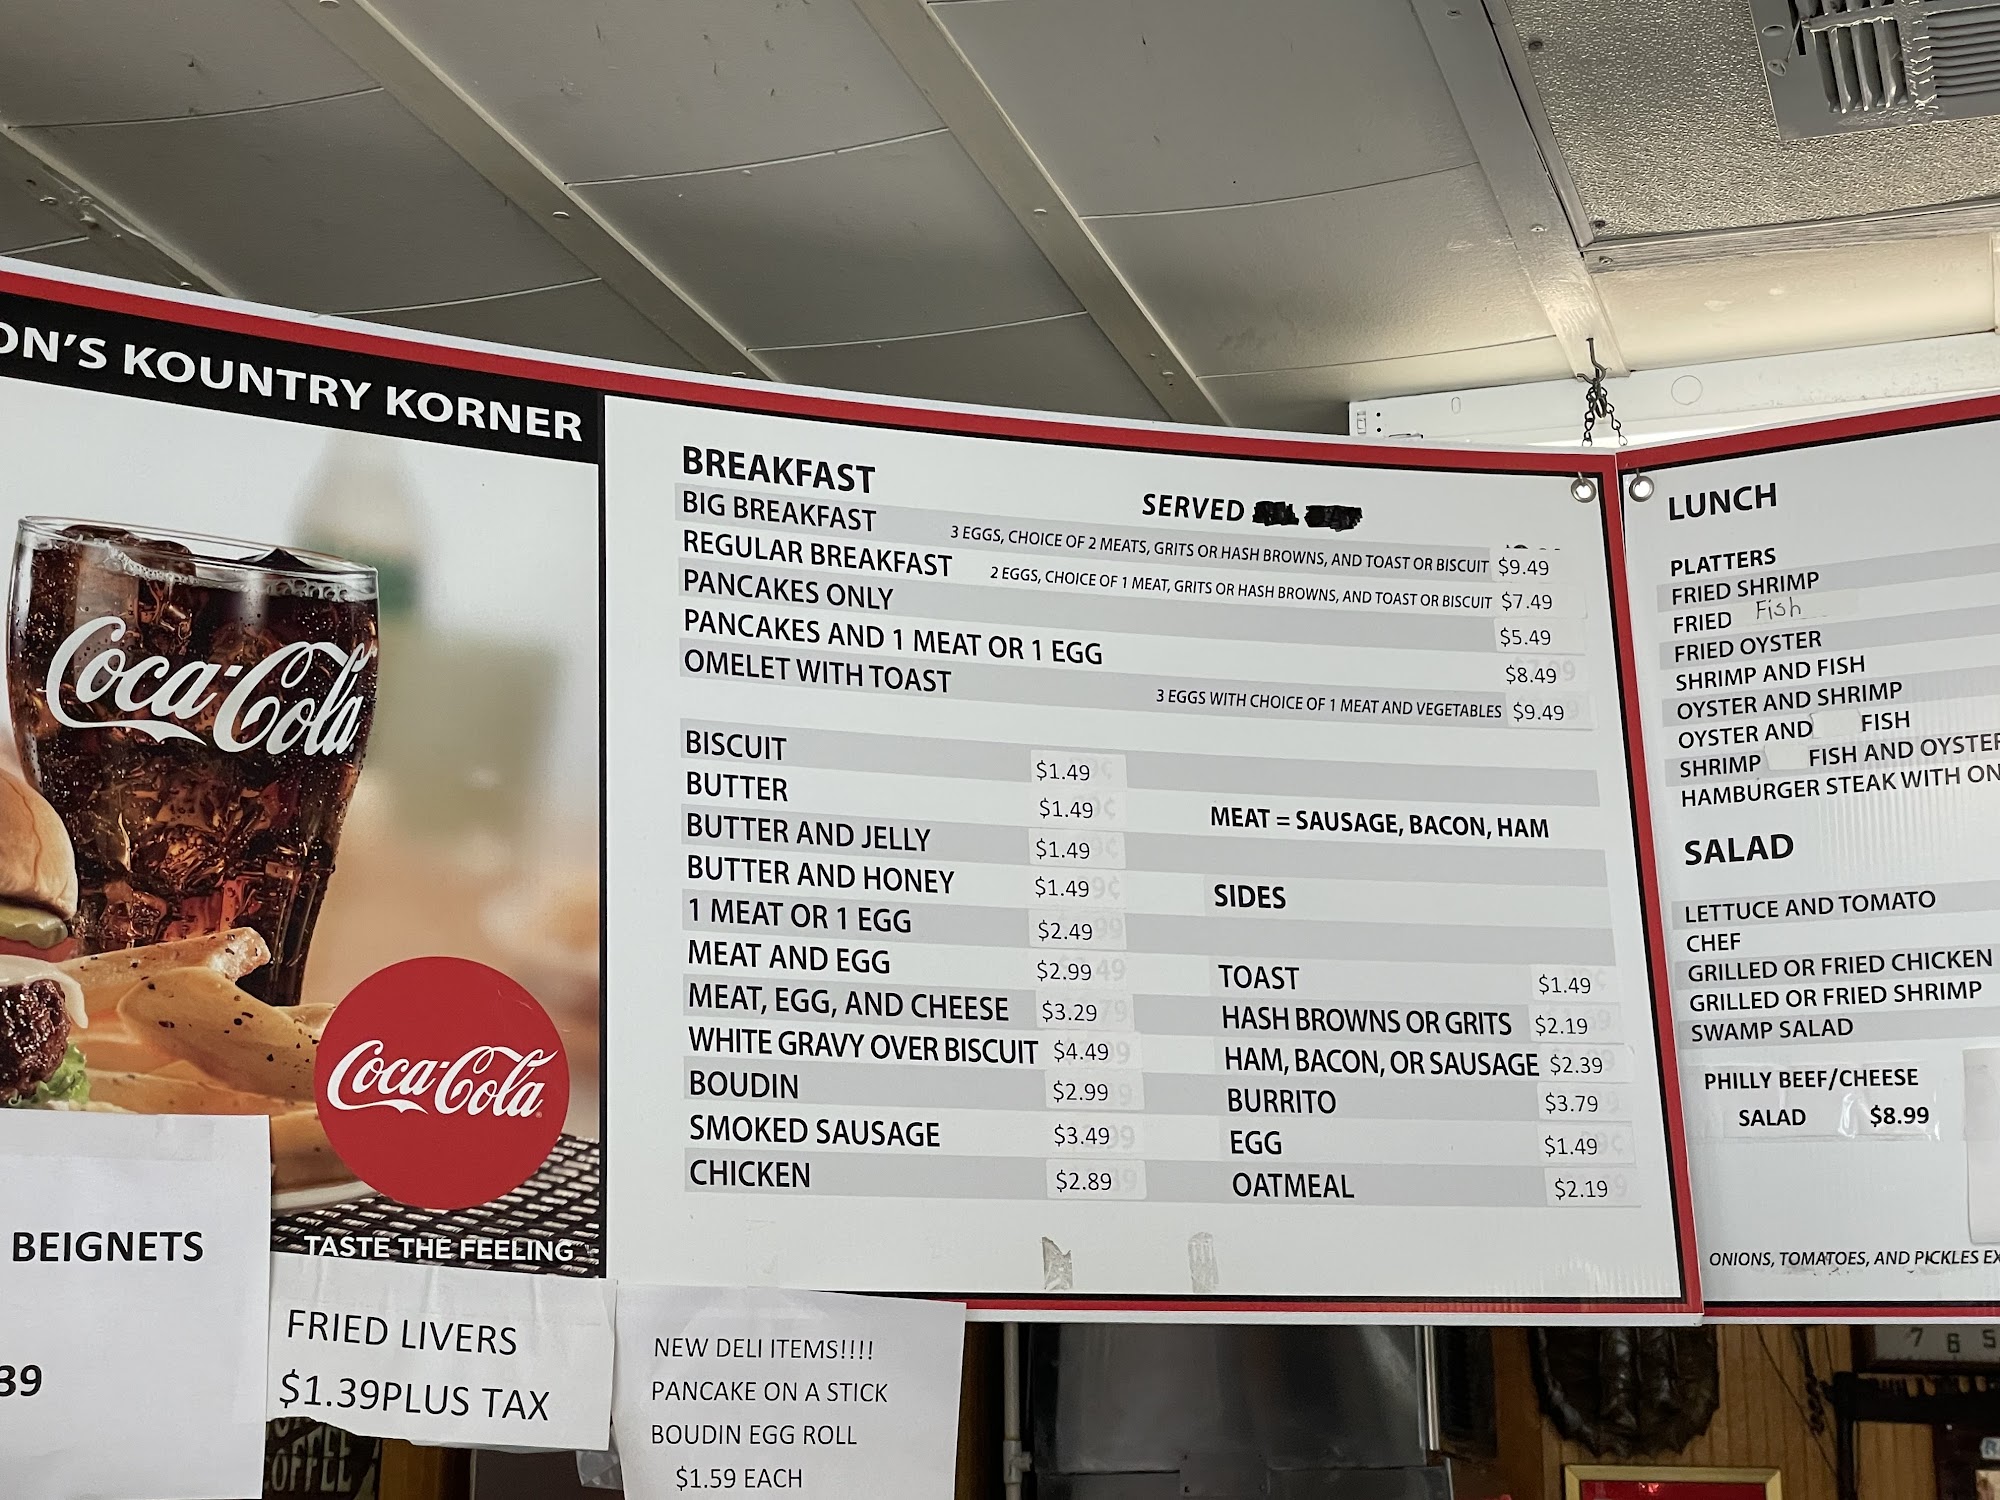 ON'S KOUNTRY KORNER
Coca-Cola
Coca-Cola
TASTE THE FEELING
BREAKFAST
SERVED
BIG BREAKFAST 3 EGGS, CHOICE OF 2 MEATS, GRITS OR HASH BROWNS, AND TOAST OR BISCUIT $9.49
REGULAR BREAKFAST 2 EGGS, CHOICE OF 1 MEAT, GRITS OR HASH BROWNS, AND TOAST OR BISCUIT $7.49
PANCAKES ONLY $5.49
PANCAKES AND 1 MEAT OR 1 EGG $8.49
OMELET WITH TOAST 3 EGGS WITH CHOICE OF 1 MEAT AND VEGETABLES $9.49
BISCUIT $1.49
BUTTER $1.49
BUTTER AND JELLY $1.49
BUTTER AND HONEY $1.49
1 MEAT OR 1 EGG $2.49
MEAT AND EGG $2.99
MEAT, EGG, AND CHEESE $3.29
WHITE GRAVY OVER BISCUIT $4.49
BOUDIN $2.99
SMOKED SAUSAGE $3.49
CHICKEN $2.89
MEAT = SAUSAGE, BACON, HAM
SIDES
TOAST $1.49
HASH BROWNS OR GRITS $2.19
HAM, BACON, OR SAUSAGE $2.39
BURRITO $3.79
EGG $1.49
OATMEAL $2.19
LUNCH
PLATTERS
FRIED SHRIMP
FRIED Fish
FRIED OYSTER
SHRIMP AND FISH
OYSTER AND SHRIMP
OYSTER AND FISH
SHRIMP FISH AND OYSTER
HAMBURGER STEAK WITH ON
SALAD
LETTUCE AND TOMATO
CHEF
GRILLED OR FRIED CHICKEN
GRILLED OR FRIED SHRIMP
SWAMP SALAD
PHILLY BEEF/CHEESE
SALAD $8.99
ONIONS, TOMATOES, AND PICKLES EX
BEIGNETS
39
FRIED LIVERS
$1.39PLUS TAX
NEW DELI ITEMS!!!!
PANCAKE ON A STICK
BOUDIN EGG ROLL
$1.59 EACH
COFFEE
7 6 5